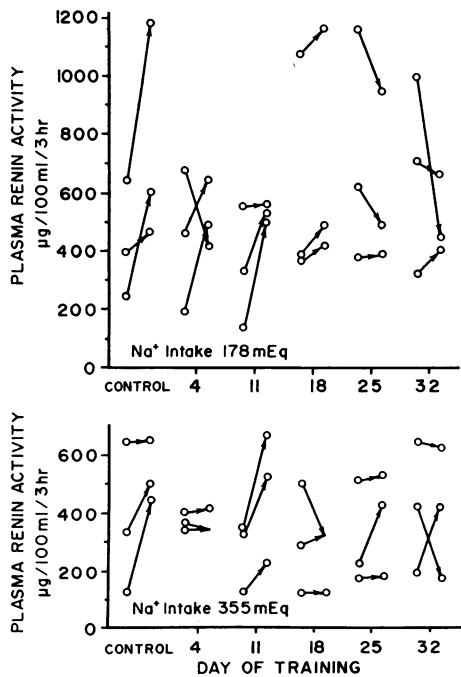 PLASMA RENIN ACTIVITY
µg/100ml/3hr
1200
1000
800
600
400
200
0
Na⁺ Intake 178 mEq
CONTROL 4 11 18 25 32
PLASMA RENIN ACTIVITY
µg/100ml/3hr
600
400
200
0
Na⁺ Intake 355 mEq
CONTROL 4 11 18 25 32
DAY OF TRAINING